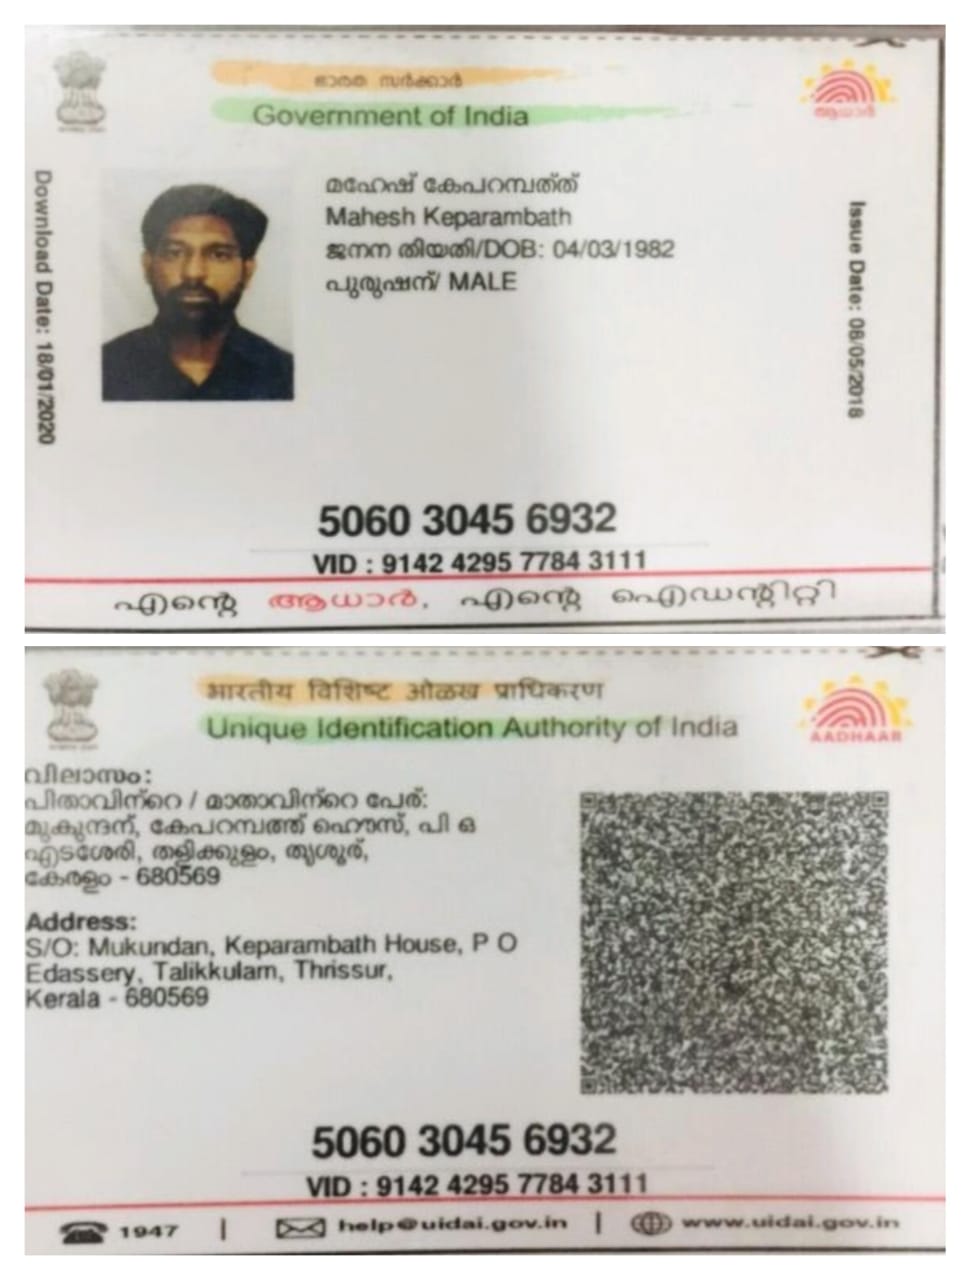 ഭാരത സർക്കാർ
Government of India
ആധാർ
Download Date: 18/01/2020
മഹേഷ് കേപറമ്പത്ത്
Mahesh Keparambath
ജനന തിയതി/DOB: 04/03/1982
പുരുഷന്/ MALE
Issue Date: 08/05/2018
5060 3045 6932
VID : 9142 4295 7784 3111
എന്റെ ആധാർ, എന്റെ ഐഡന്റിറ്റി
भारतीय विशिष्ट ओळख प्राधिकरण
Unique Identification Authority of India
AADHAAR
വിലാസം:
പിതാവിന്റെ / മാതാവിന്റെ പേര്:
മുകുന്ദന്, കേപറമ്പത്ത് ഹൌസ്, പി ഒ
എടശേരി, തളിക്കുളം, തൃശൂര്,
കേരളം - 680569
Address:
S/O: Mukundan, Keparambath House, P O
Edassery, Talikkulam, Thrissur,
Kerala - 680569
5060 3045 6932
VID : 9142 4295 7784 3111
1947 | help@uidai.gov.in | www.uidai.gov.in